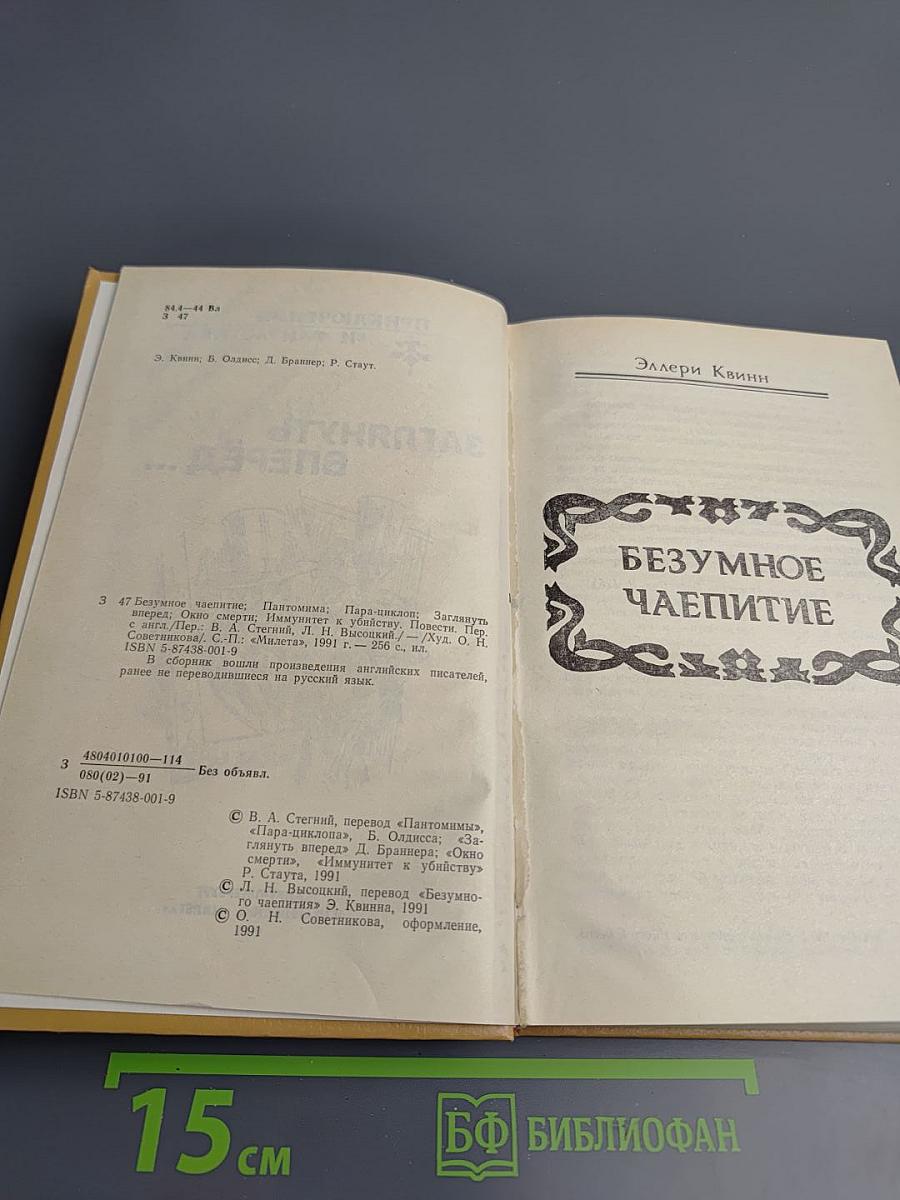 84.4—44 Вл
З 47
Э. Квинн; Б. Олдисс; Д. Браннер; Р. Стаут.
З 47 Безумное чаепитие; Пантомима; Пара-циклоп; Заглянуть
вперед; Окно смерти; Иммунитет к убийству. Повести. Пер.
с англ./Пер.: В. А. Стегний, Л. Н. Высоцкий./ — /Худ. О. Н.
Советникова/. С.-П.: «Милета», 1991 г. — 256 с., ил.
ISBN 5-87438-001-9
В сборник вошли произведения английских писателей,
ранее не переводившиеся на русский язык.
З 4804010100—114
080(02)—91 Без объявл.
ISBN 5-87438-001-9
© В. А. Стегний, перевод «Пантомимы»,
«Пара-циклопа», Б. Олдисса; «За-
глянуть вперед» Д. Браннера; «Окно
смерти», «Иммунитет к убийству»
Р. Стаута, 1991
© Л. Н. Высоцкий, перевод «Безумно-
го чаепития» Э. Квинна, 1991
© О. Н. Советникова, оформление,
1991
Эллери Квинн
БЕЗУМНОЕ
ЧАЕПИТИЕ
15 см
БФ БИБЛИОФАН